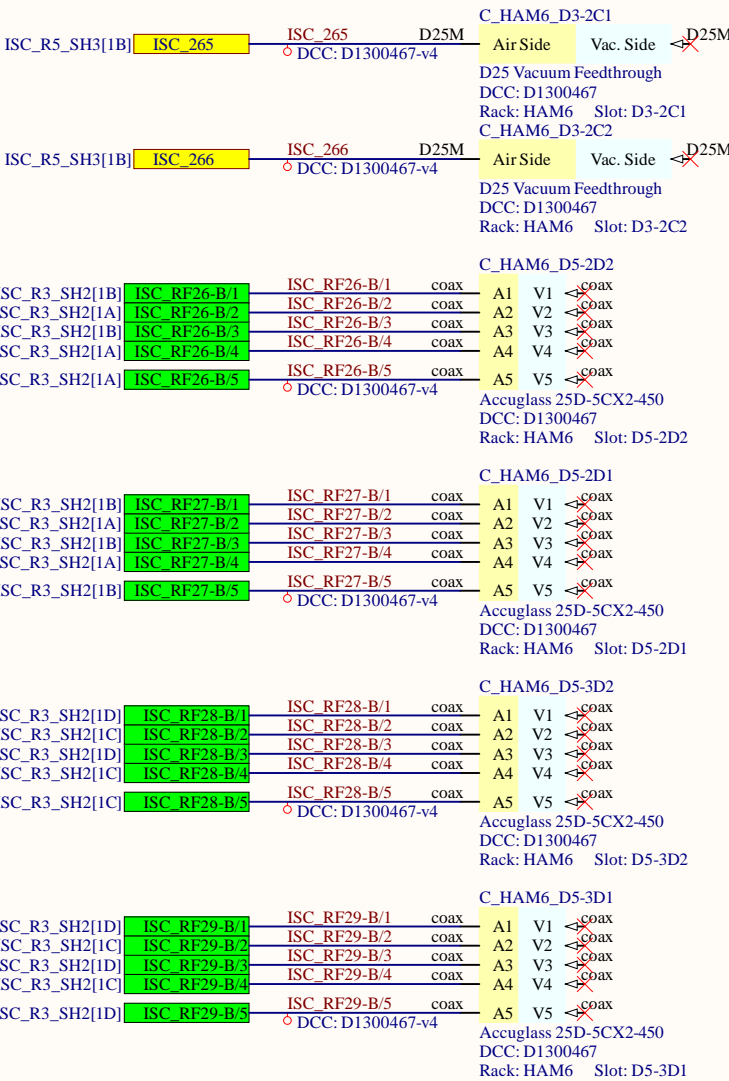 C_HAM6_D3-2C1
ISC_R5_SH3[1B] ISC_265 ISC_265 D25M Air Side Vac. Side D25M
DCC: D1300467-v4
D25 Vacuum Feedthrough
DCC: D1300467
Rack: HAM6 Slot: D3-2C1
C_HAM6_D3-2C2
ISC_R5_SH3[1B] ISC_266 ISC_266 D25M Air Side Vac. Side D25M
DCC: D1300467-v4
D25 Vacuum Feedthrough
DCC: D1300467
Rack: HAM6 Slot: D3-2C2
C_HAM6_D5-2D2
SC_R3_SH2[1B] ISC_RF26-B/1 ISC_RF26-B/1 coax A1 V1 coax
SC_R3_SH2[1A] ISC_RF26-B/2 ISC_RF26-B/2 coax A2 V2 coax
SC_R3_SH2[1B] ISC_RF26-B/3 ISC_RF26-B/3 coax A3 V3 coax
SC_R3_SH2[1A] ISC_RF26-B/4 ISC_RF26-B/4 coax A4 V4 coax
SC_R3_SH2[1A] ISC_RF26-B/5 ISC_RF26-B/5 coax A5 V5 coax
DCC: D1300467-v4
Accuglass 25D-5CX2-450
DCC: D1300467
Rack: HAM6 Slot: D5-2D2
C_HAM6_D5-2D1
SC_R3_SH2[1B] ISC_RF27-B/1 ISC_RF27-B/1 coax A1 V1 coax
SC_R3_SH2[1A] ISC_RF27-B/2 ISC_RF27-B/2 coax A2 V2 coax
SC_R3_SH2[1B] ISC_RF27-B/3 ISC_RF27-B/3 coax A3 V3 coax
SC_R3_SH2[1A] ISC_RF27-B/4 ISC_RF27-B/4 coax A4 V4 coax
SC_R3_SH2[1B] ISC_RF27-B/5 ISC_RF27-B/5 coax A5 V5 coax
DCC: D1300467-v4
Accuglass 25D-5CX2-450
DCC: D1300467
Rack: HAM6 Slot: D5-2D1
C_HAM6_D5-3D2
SC_R3_SH2[1D] ISC_RF28-B/1 ISC_RF28-B/1 coax A1 V1 coax
SC_R3_SH2[1C] ISC_RF28-B/2 ISC_RF28-B/2 coax A2 V2 coax
SC_R3_SH2[1D] ISC_RF28-B/3 ISC_RF28-B/3 coax A3 V3 coax
SC_R3_SH2[1C] ISC_RF28-B/4 ISC_RF28-B/4 coax A4 V4 coax
SC_R3_SH2[1C] ISC_RF28-B/5 ISC_RF28-B/5 coax A5 V5 coax
DCC: D1300467-v4
Accuglass 25D-5CX2-450
DCC: D1300467
Rack: HAM6 Slot: D5-3D2
C_HAM6_D5-3D1
SC_R3_SH2[1D] ISC_RF29-B/1 ISC_RF29-B/1 coax A1 V1 coax
SC_R3_SH2[1C] ISC_RF29-B/2 ISC_RF29-B/2 coax A2 V2 coax
SC_R3_SH2[1D] ISC_RF29-B/3 ISC_RF29-B/3 coax A3 V3 coax
SC_R3_SH2[1C] ISC_RF29-B/4 ISC_RF29-B/4 coax A4 V4 coax
SC_R3_SH2[1D] ISC_RF29-B/5 ISC_RF29-B/5 coax A5 V5 coax
DCC: D1300467-v4
Accuglass 25D-5CX2-450
DCC: D1300467
Rack: HAM6 Slot: D5-3D1